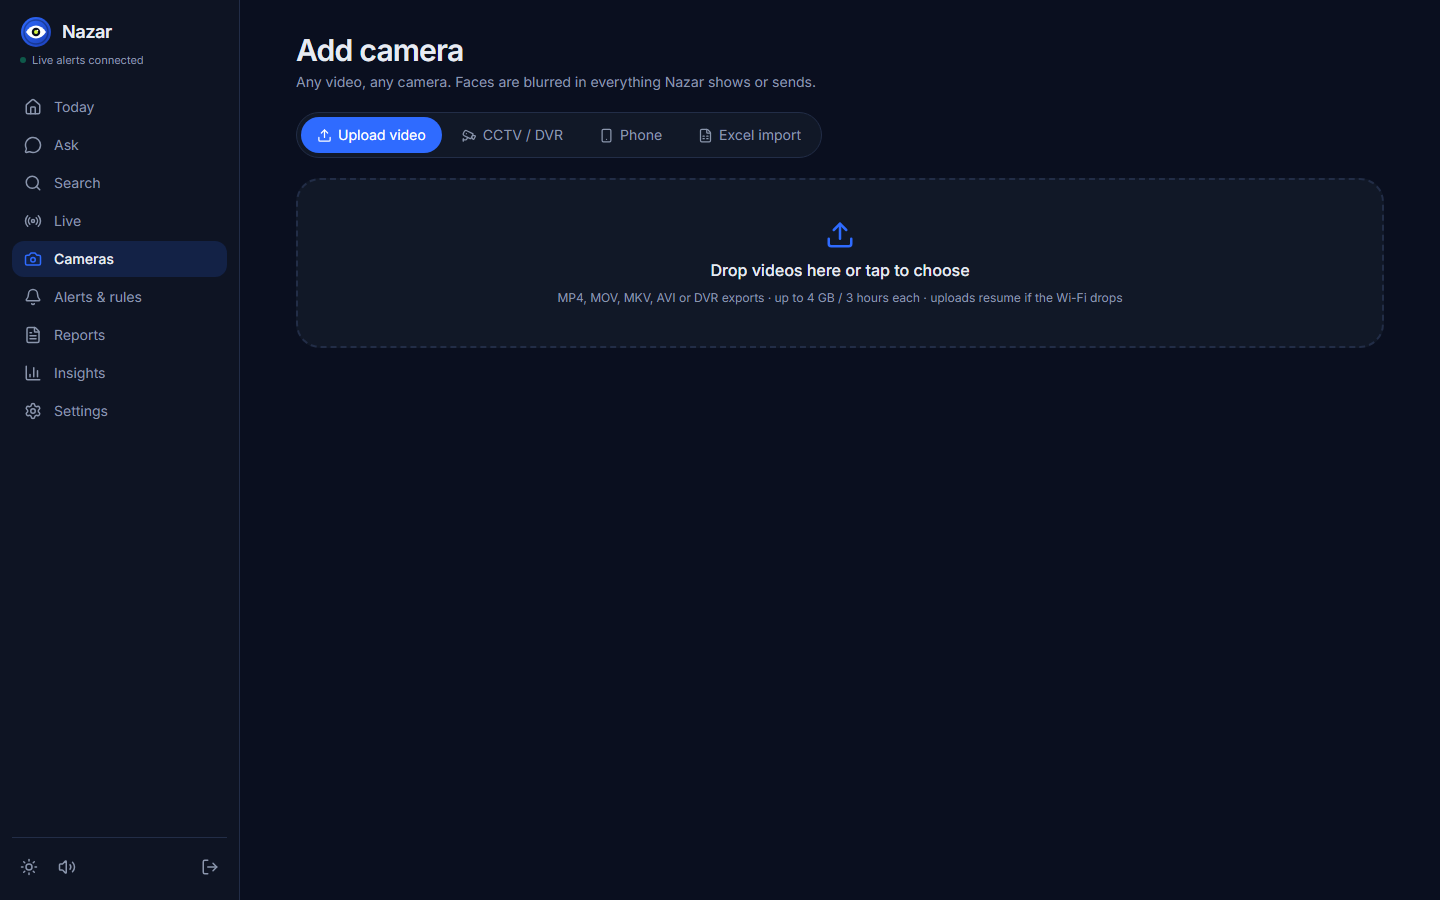 Nazar
Live alerts connected
Today
Ask
Search
Live
Cameras
Alerts & rules
Reports
Insights
Settings
Add camera
Any video, any camera. Faces are blurred in everything Nazar shows or sends.
Upload video
CCTV / DVR
Phone
Excel import
Drop videos here or tap to choose
MP4, MOV, MKV, AVI or DVR exports · up to 4 GB / 3 hours each · uploads resume if the Wi-Fi drops